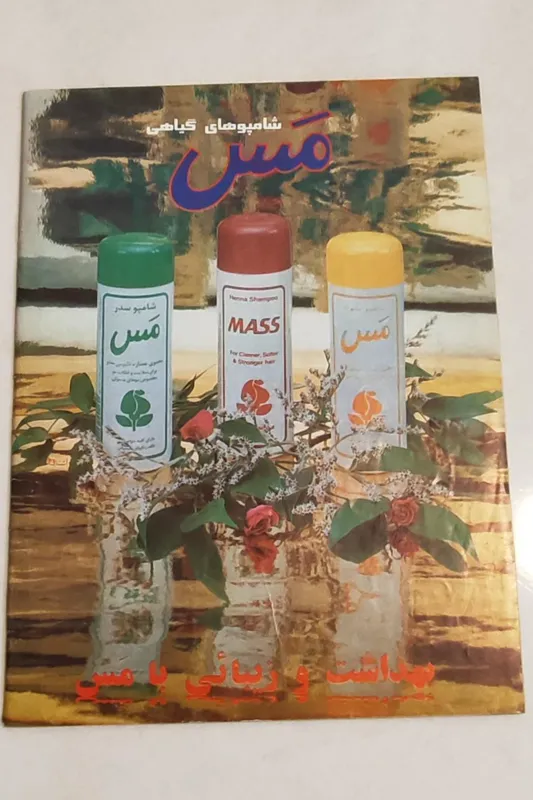 شامپوهای گیاهی
مَس
شامپو سدر
مَس
Henna Shampoo
MASS
For Cleaner, Softer
& Stronger hair
مَس
بهداشت و زیبائی با مس